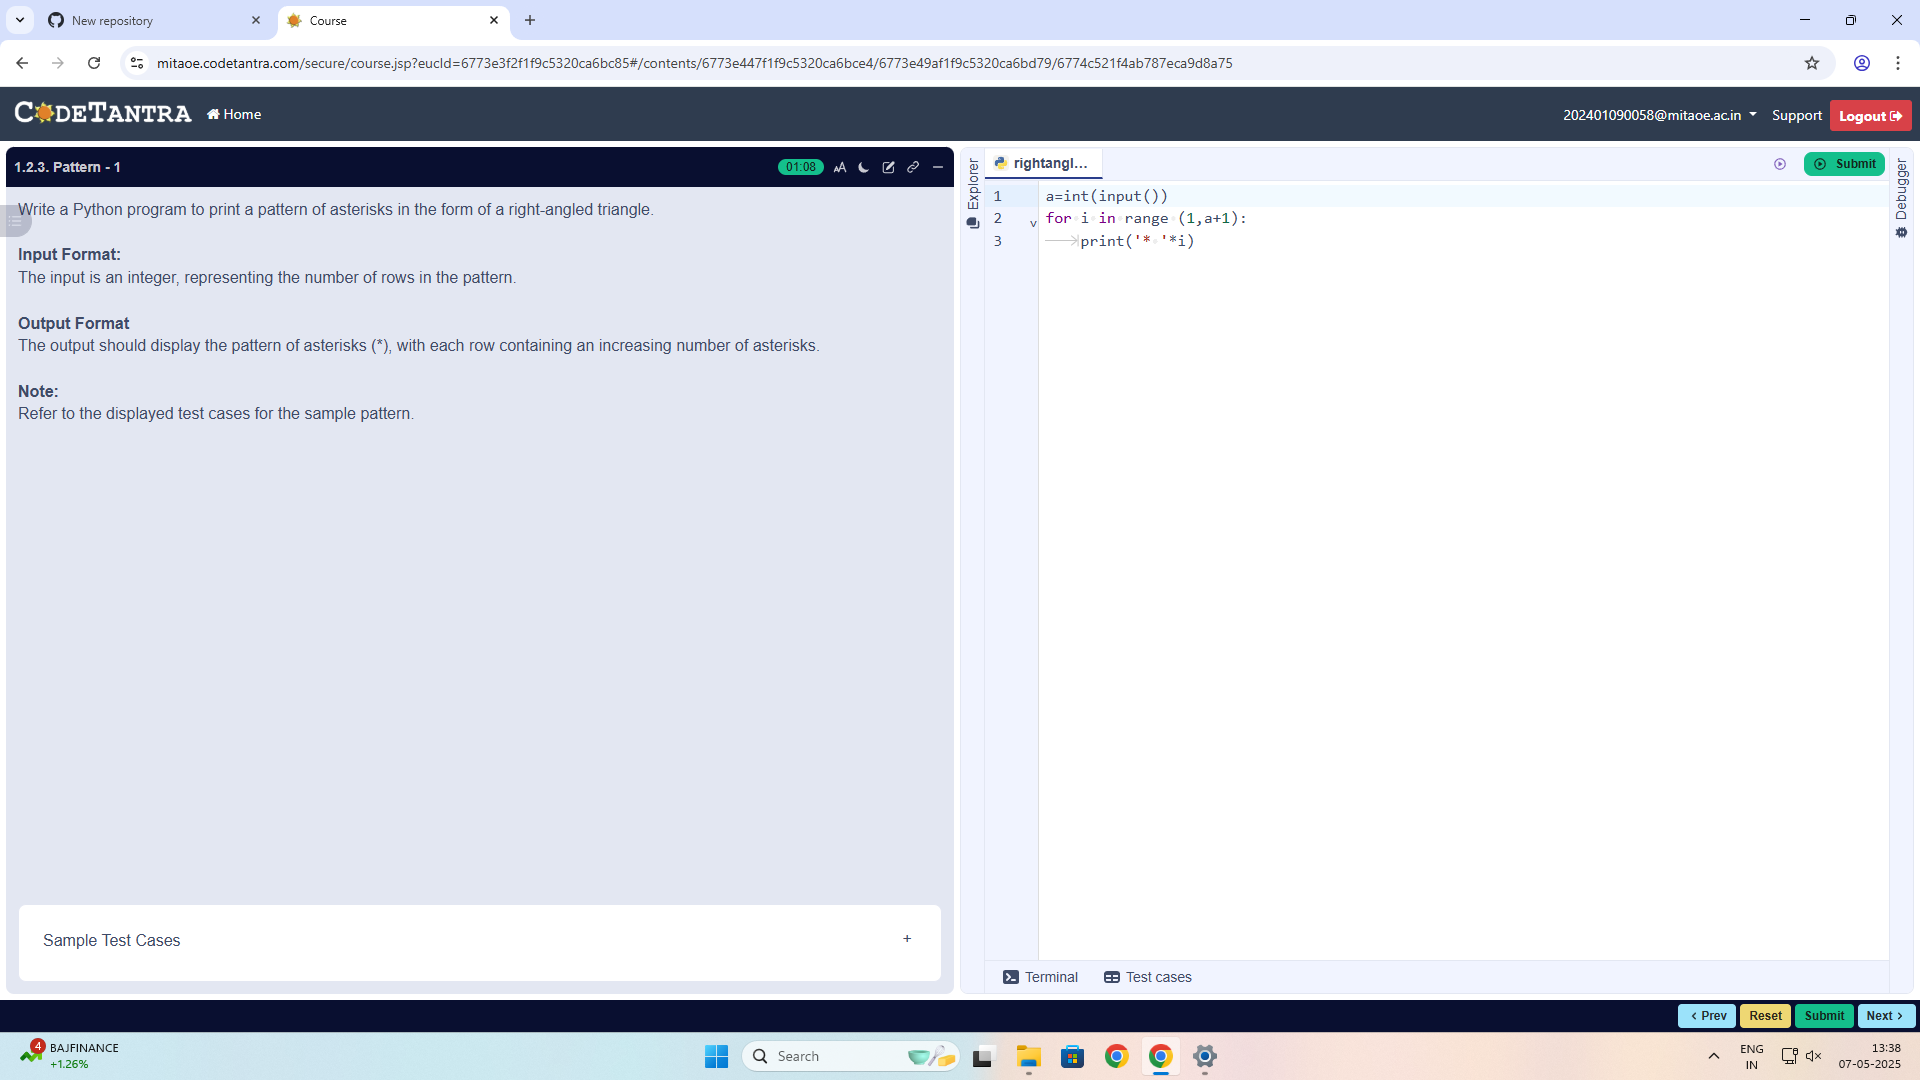 New repository
Course
mitaoe.codetantra.com/secure/course.jsp?eucId=6773e3f2f1f9c5320ca6bc85#/contents/6773e447f1f9c5320ca6bce4/6773e49af1f9c5320ca6bd79/6774c521f4ab787eca9d8a75
CODETANTRA
Home
202401090058@mitaoe.ac.in
Support
Logout
1.2.3. Pattern - 1
01:08
Write a Python program to print a pattern of asterisks in the form of a right-angled triangle.
Input Format:
The input is an integer, representing the number of rows in the pattern.
Output Format
The output should display the pattern of asterisks (*), with each row containing an increasing number of asterisks.
Note:
Refer to the displayed test cases for the sample pattern.
Sample Test Cases
+
Explorer
rightangl...
Submit
Debugger
1 a=int(input())
2 for i in range (1,a+1):
3 print('* '*i)
Terminal
Test cases
Prev
Reset
Submit
Next
4
BAJFINANCE
+1.26%
Search
ENG
IN
13:38
07-05-2025